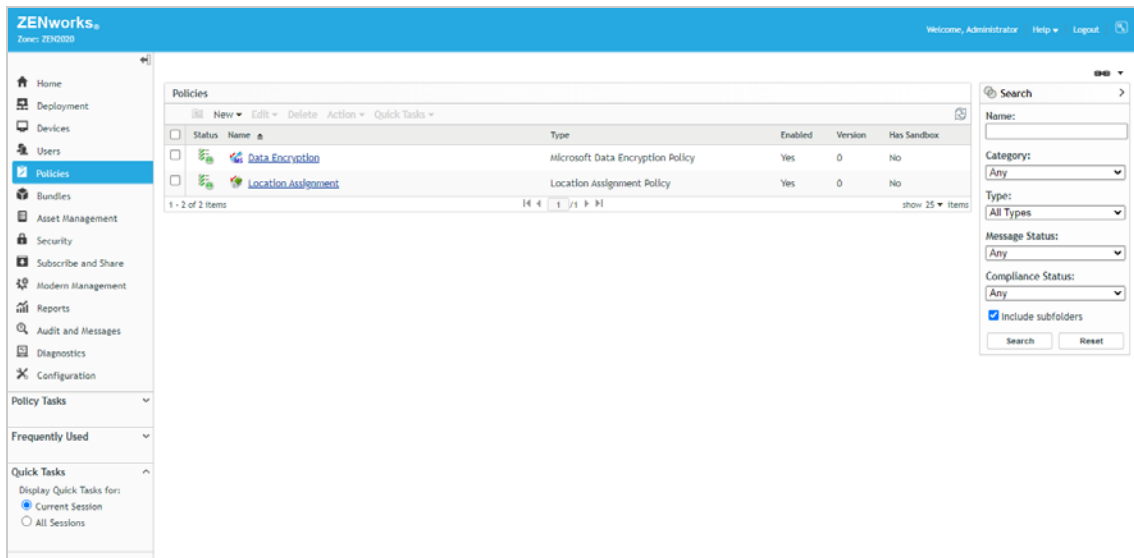 ZENworks®
Zone: ZEN2020
Welcome, Administrator Help Logout
Home
Deployment
Devices
Users
Policies
Bundles
Asset Management
Security
Subscribe and Share
Modern Management
Reports
Audit and Messages
Diagnostics
Configuration
Policy Tasks
Frequently Used
Quick Tasks
Display Quick Tasks for:
Current Session
All Sessions
Policies
New Edit Delete Action Quick Tasks
Status Name Type Enabled Version Has Sandbox
Data Encryption Microsoft Data Encryption Policy Yes 0 No
Location Assignment Location Assignment Policy Yes 0 No
1 - 2 of 2 items 1 /1 show 25 items
Search
Name:
Category:
Any
Type:
All Types
Message Status:
Any
Compliance Status:
Any
Include subfolders
Search Reset